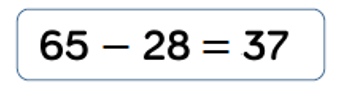 65 – 28 = 37